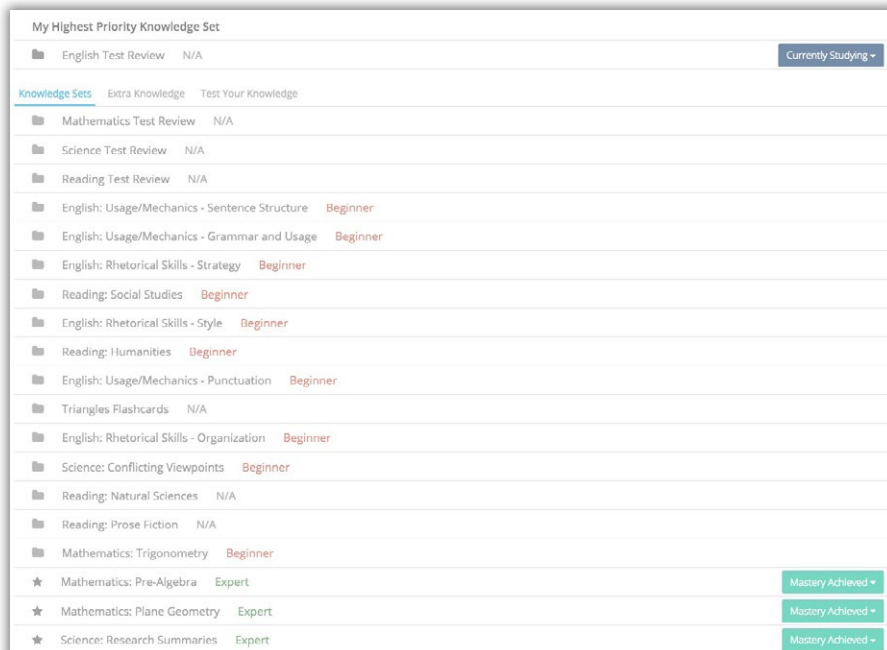 My Highest Priority Knowledge Set
English Test Review N/A Currently Studying
Knowledge Sets Extra Knowledge Test Your Knowledge
Mathematics Test Review N/A
Science Test Review N/A
Reading Test Review N/A
English: Usage/Mechanics - Sentence Structure Beginner
English: Usage/Mechanics - Grammar and Usage Beginner
English: Rhetorical Skills - Strategy Beginner
Reading: Social Studies Beginner
English: Rhetorical Skills - Style Beginner
Reading: Humanities Beginner
English: Usage/Mechanics - Punctuation Beginner
Triangles Flashcards N/A
English: Rhetorical Skills - Organization Beginner
Science: Conflicting Viewpoints Beginner
Reading: Natural Sciences N/A
Reading: Prose Fiction N/A
Mathematics: Trigonometry Beginner
Mathematics: Pre-Algebra Expert Mastery Achieved
Mathematics: Plane Geometry Expert Mastery Achieved
Science: Research Summaries Expert Mastery Achieved